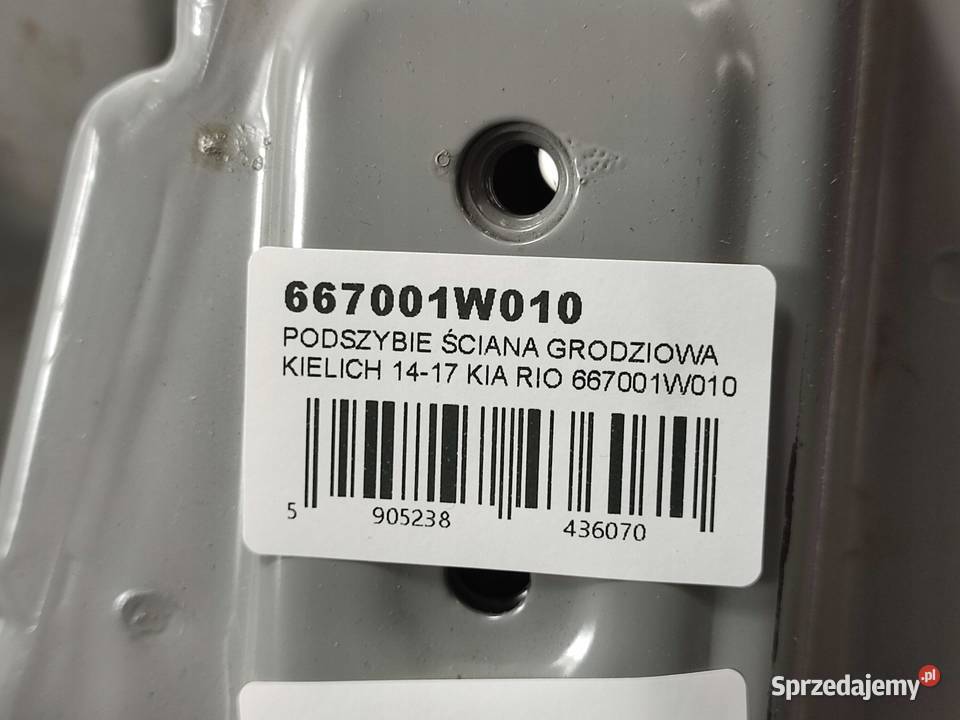 667001W010
PODSZYBIE ŚCIANA GRODZIOWA
KIELICH 14-17 KIA RIO 667001W010
5 905238 436070
Sprzedajemy.pl